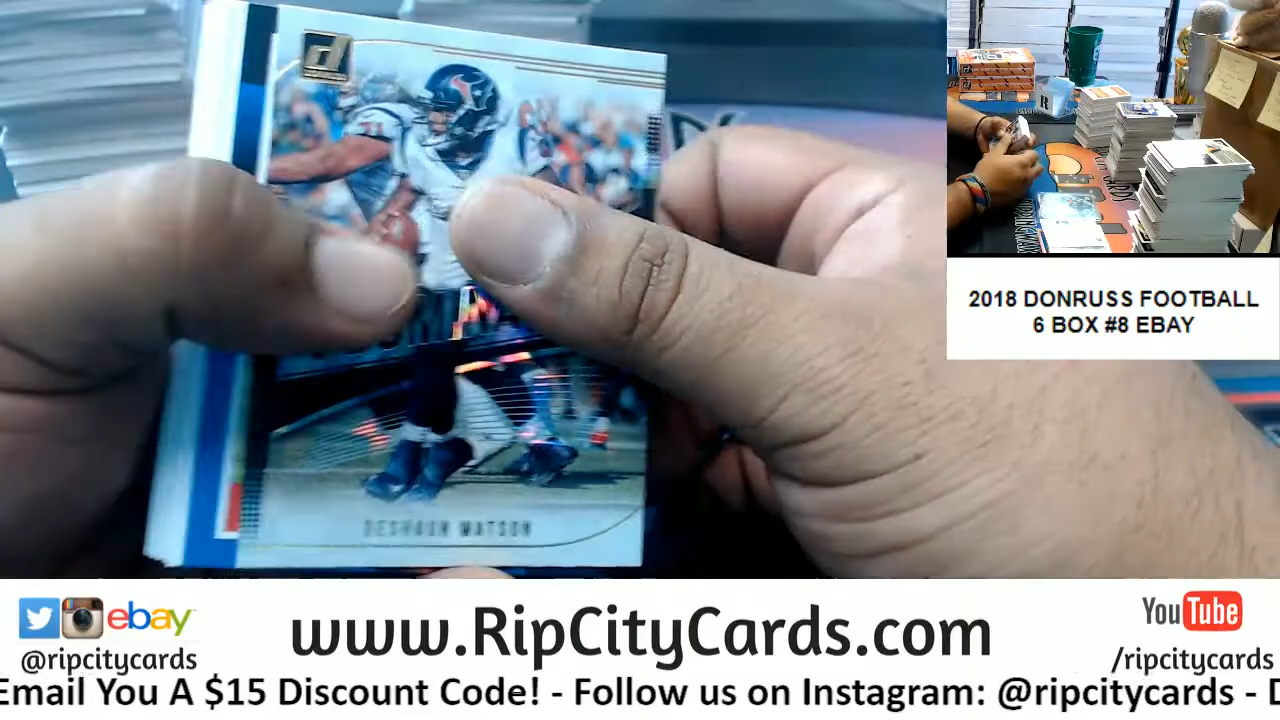 d
DESHAUN WATSON
2018 DONRUSS FOOTBALL
6 BOX #8 EBAY
ebay
@ripcitycards
www.RipCityCards.com
YouTube
/ripcitycards
Email You A $15 Discount Code! - Follow us on Instagram: @ripcitycards - D